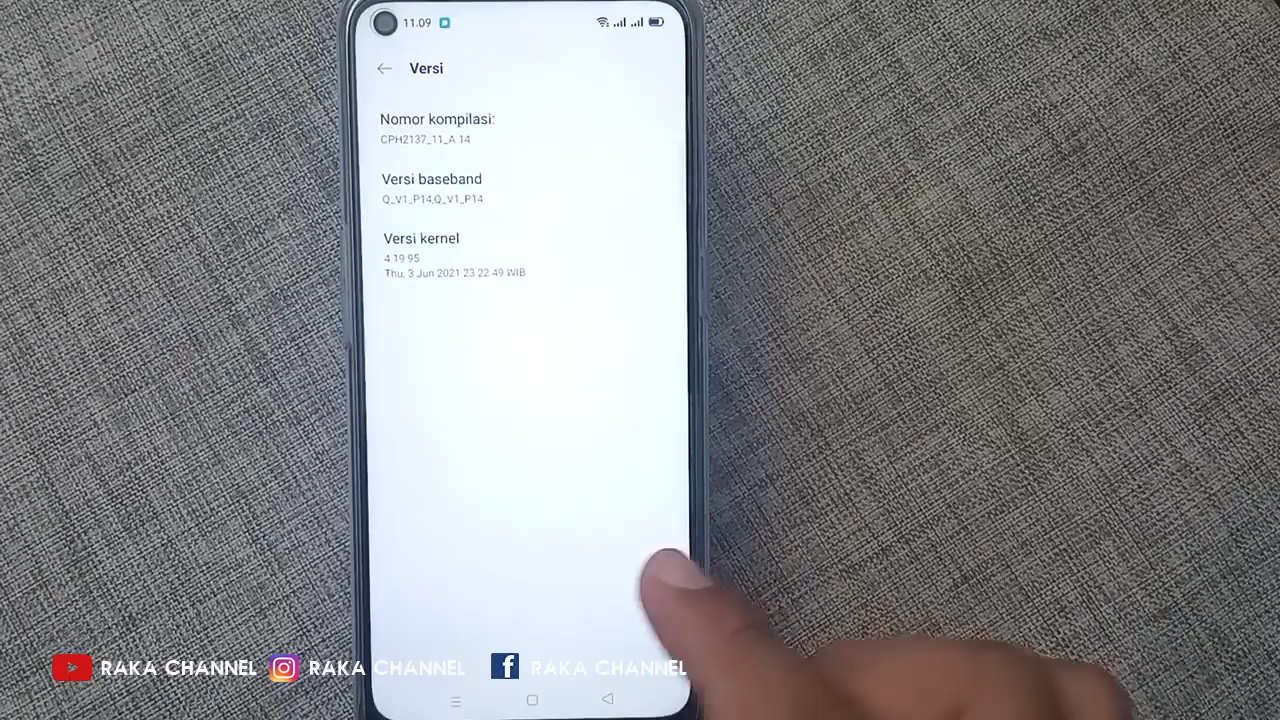 11.09
Versi
Nomor kompilasi:
CPH2137_11_A.14
Versi baseband
Q_V1_P14,Q_V1_P14
Versi kernel
4.19.95
Thu, 3 Jun 2021 23.22.49 WIB
RAKA CHANNEL RAKA CHANNEL RAKA CHANNEL